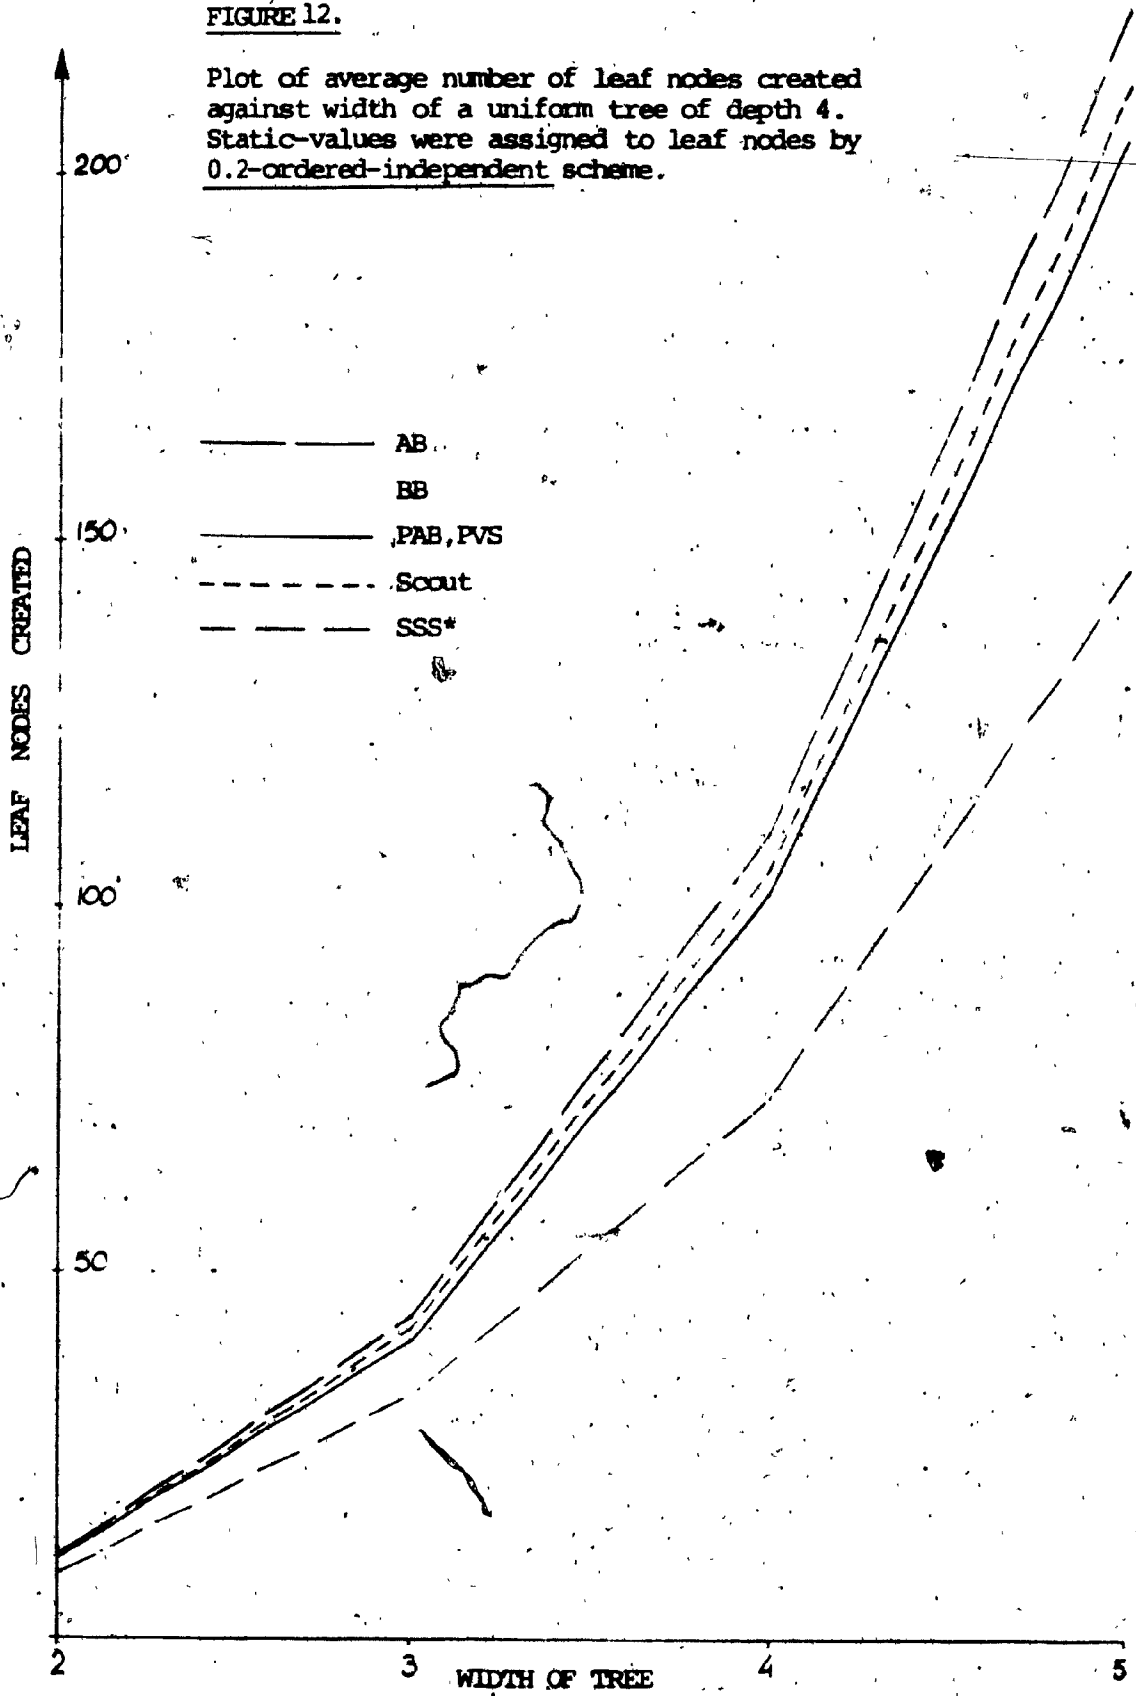 FIGURE 12.
Plot of average number of leaf nodes created
against width of a uniform tree of depth 4.
Static-values were assigned to leaf nodes by
0.2-ordered-independent scheme.
200
AB
BB
150
PAB, PVS
Scout
SSS*
LEAF NODES CREATED
100
50
2
3
4
5
WIDTH OF TREE